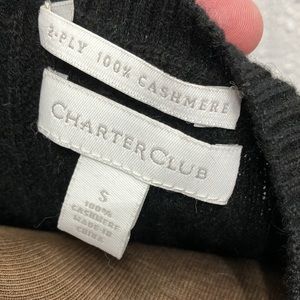 2-PLY 100% CASHMERE
CHARTER CLUB
S
100%
CASHMERE
MADE IN
CHINA